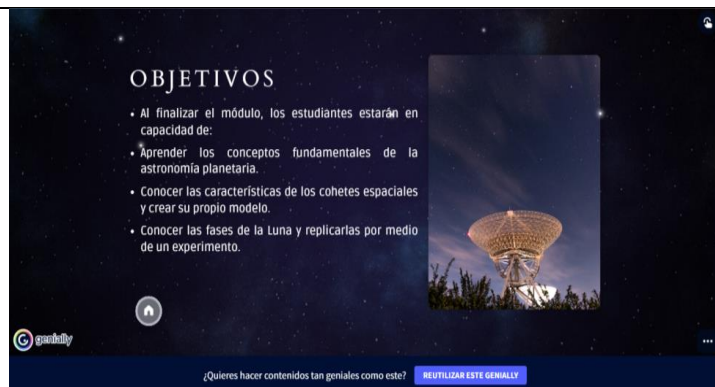 OBJETIVOS
• Al finalizar el módulo, los estudiantes estarán en
capacidad de:
• Aprender los conceptos fundamentales de la
astronomía planetaria.
• Conocer las características de los cohetes espaciales
y crear su propio modelo.
• Conocer las fases de la Luna y replicarlas por medio
de un experimento.
genially
¿Quieres hacer contenidos tan geniales como este? REUTILIZAR ESTE GENIALLY